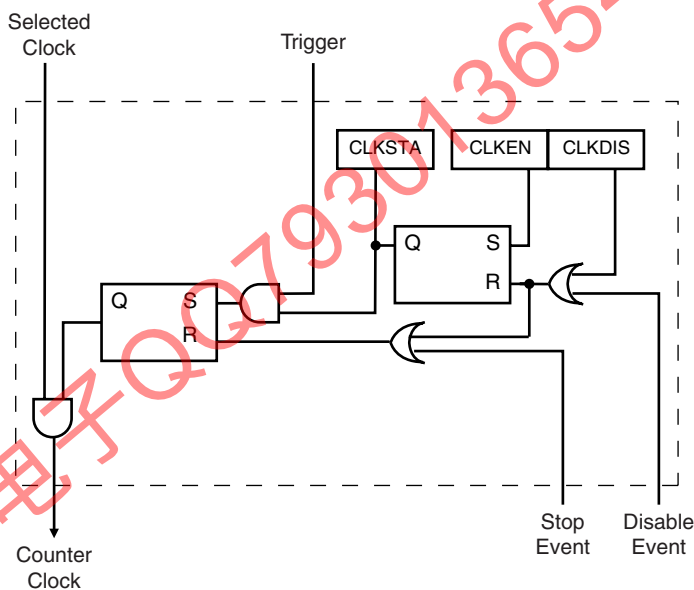 Selected
Clock
Trigger
CLKSTA
CLKEN
CLKDIS
Q
S
R
Q
S
R
Stop
Event
Disable
Event
Counter
Clock
电子QQ793013652